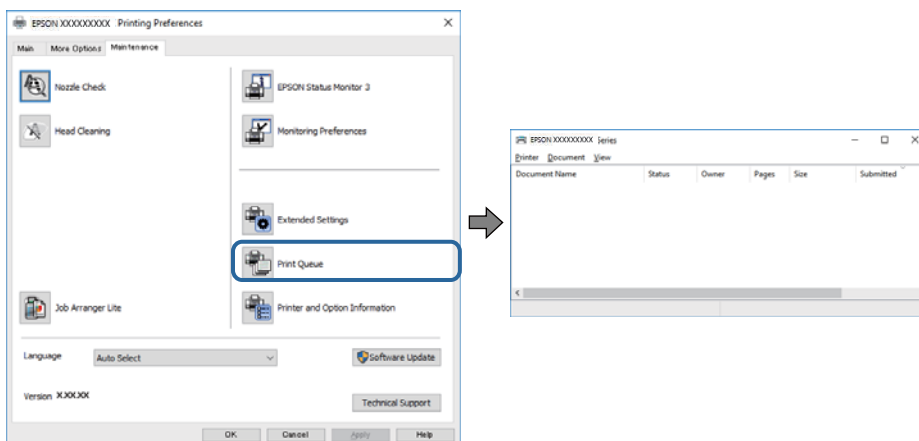 EPSON XXXXXXXXX Printing Preferences
Main More Options Maintenance
Nozzle Check
Head Cleaning
Job Arranger Lite
EPSON Status Monitor 3
Monitoring Preferences
Extended Settings
Print Queue
Printer and Option Information
Language Auto Select Software Update
Version X.XX.XX
Technical Support
OK Cancel Apply Help
EPSON XXXXXXXXX Series
Printer Document View
Document Name Status Owner Pages Size Submitted